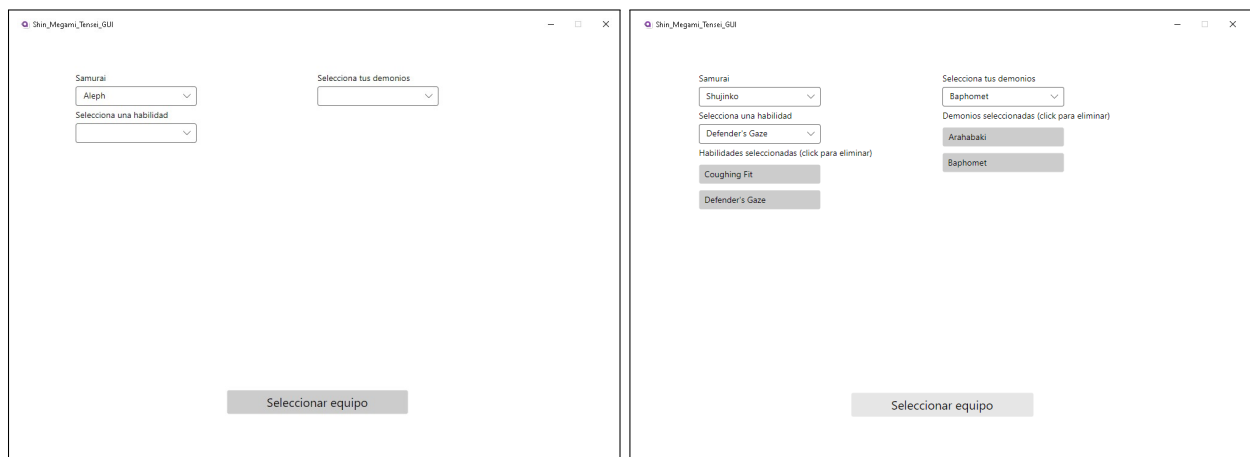 Shin_Megami_Tensei_GUI
Samurai
Aleph
Selecciona una habilidad
Selecciona tus demonios
Seleccionar equipo
Shin_Megami_Tensei_GUI
Samurai
Shujinko
Selecciona una habilidad
Defender's Gaze
Habilidades seleccionadas (click para eliminar)
Coughing Fit
Defender's Gaze
Selecciona tus demonios
Baphomet
Demonios seleccionadas (click para eliminar)
Arahabaki
Baphomet
Seleccionar equipo